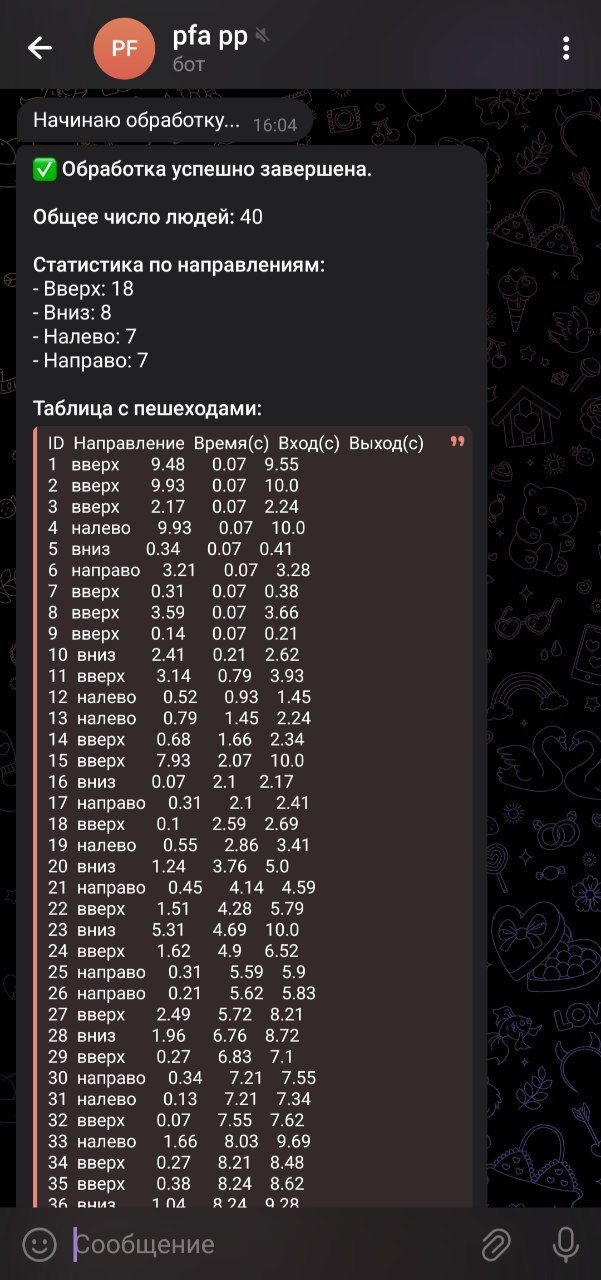 pfa pp
PF
бот
Начинаю обработку... 16:04
✅ Обработка успешно завершена.
Общее число людей: 40
Статистика по направлениям:
- Вверх: 18
- Вниз: 8
- Налево: 7
- Направо: 7
Таблица с пешеходами:
ID Направление Время(с) Вход(с) Выход(с)
1 вверх 9.48 0.07 9.55
2 вверх 9.93 0.07 10.0
3 вверх 2.17 0.07 2.24
4 налево 9.93 0.07 10.0
5 вниз 0.34 0.07 0.41
6 направо 3.21 0.07 3.28
7 вверх 0.31 0.07 0.38
8 вверх 3.59 0.07 3.66
9 вверх 0.14 0.07 0.21
10 вниз 2.41 0.21 2.62
11 вверх 3.14 0.79 3.93
12 налево 0.52 0.93 1.45
13 налево 0.79 1.45 2.24
14 вверх 0.68 1.66 2.34
15 вверх 7.93 2.07 10.0
16 вниз 0.07 2.1 2.17
17 направо 0.31 2.1 2.41
18 вверх 0.1 2.59 2.69
19 налево 0.55 2.86 3.41
20 вниз 1.24 3.76 5.0
21 направо 0.45 4.14 4.59
22 вверх 1.51 4.28 5.79
23 вниз 5.31 4.69 10.0
24 вверх 1.62 4.9 6.52
25 направо 0.31 5.59 5.9
26 направо 0.21 5.62 5.83
27 вверх 2.49 5.72 8.21
28 вниз 1.96 6.76 8.72
29 вверх 0.27 6.83 7.1
30 направо 0.34 7.21 7.55
31 налево 0.13 7.21 7.34
32 вверх 0.07 7.55 7.62
33 налево 1.66 8.03 9.69
34 вверх 0.27 8.21 8.48
35 вверх 0.38 8.24 8.62
36 вниз 1.04 8.24 9.28
Сообщение